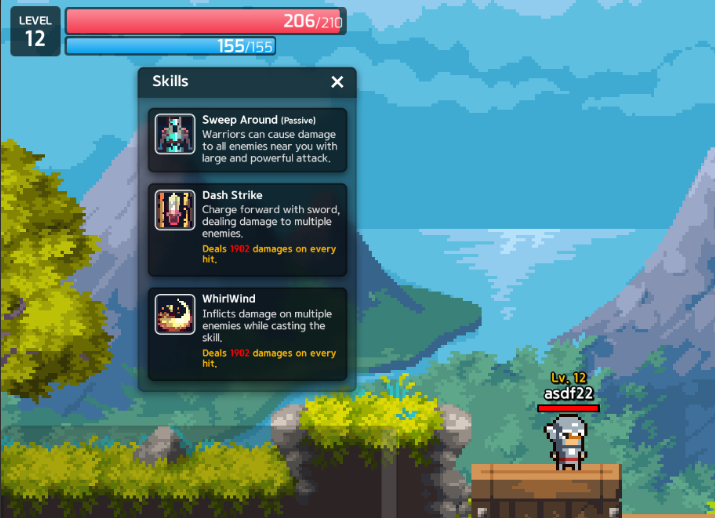 LEVEL
12
206/210
155/155
Skills
Sweep Around (Passive)
Warriors can cause damage
to all enemies near you with
large and powerful attack.
Dash Strike
Charge forward with sword,
dealing damage to multiple
enemies.
Deals 1902 damages on every
hit.
WhirlWind
Inflicts damage on multiple
enemies while casting the
skill.
Deals 1902 damages on every
hit.
Lv. 12
asdf22